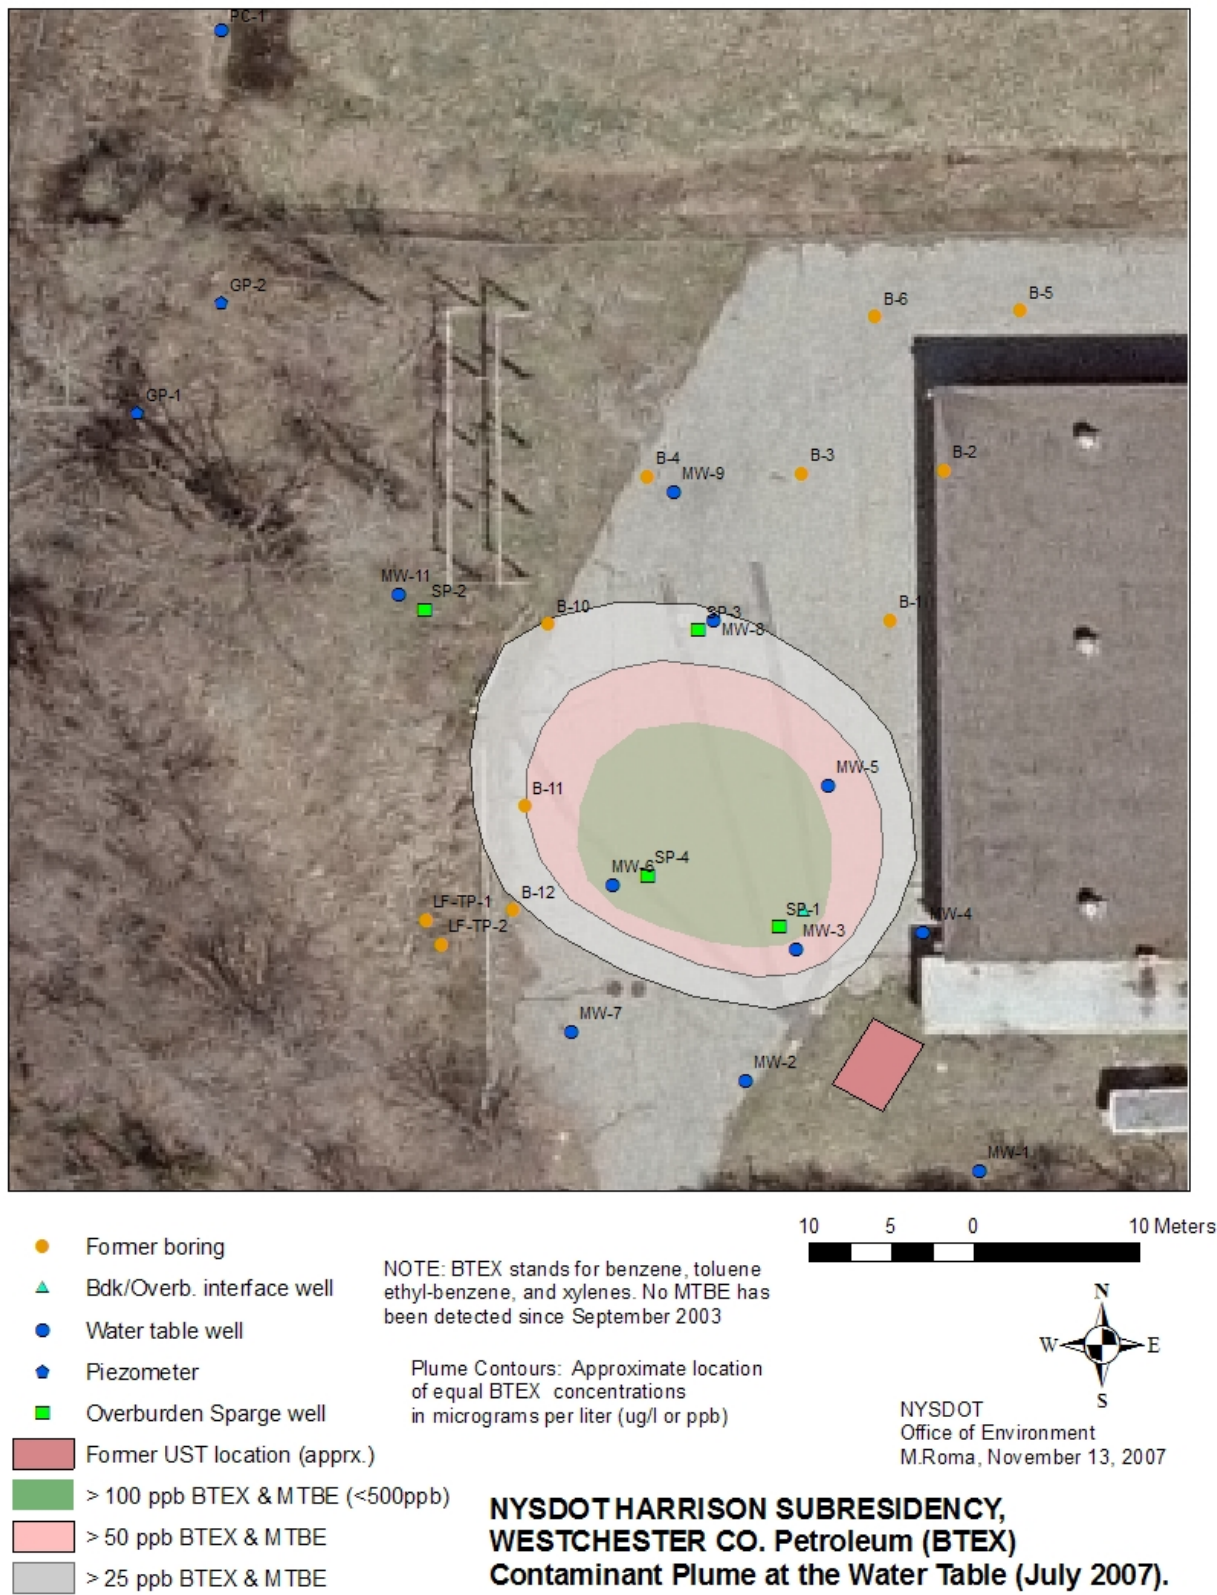 PC-1
GP-2
B-6
B-5
GP-1
B-4
MW-9
B-3
B-2
MW-11
SP-2
B-10
SP-3
MW-8
B-1
MW-5
B-11
MW-6
SP-4
LF-TP-1
B-12
LF-TP-2
SP-1
MW-3
MW-4
MW-7
MW-2
MW-1
Former boring
Bdk/Overb. interface well
Water table well
Piezometer
Overburden Sparge well
Former UST location (apprx.)
> 100 ppb BTEX & MTBE (<500ppb)
> 50 ppb BTEX & MTBE
> 25 ppb BTEX & MTBE
NOTE: BTEX stands for benzene, toluene
ethyl-benzene, and xylenes. No MTBE has
been detected since September 2003
Plume Contours: Approximate location
of equal BTEX concentrations
in micrograms per liter (ug/l or ppb)
10 5 0 10 Meters
N
W E
S
NYSDOT
Office of Environment
M.Roma, November 13, 2007
NYSDOT HARRISON SUBRESIDENCY,
WESTCHESTER CO. Petroleum (BTEX)
Contaminant Plume at the Water Table (July 2007).